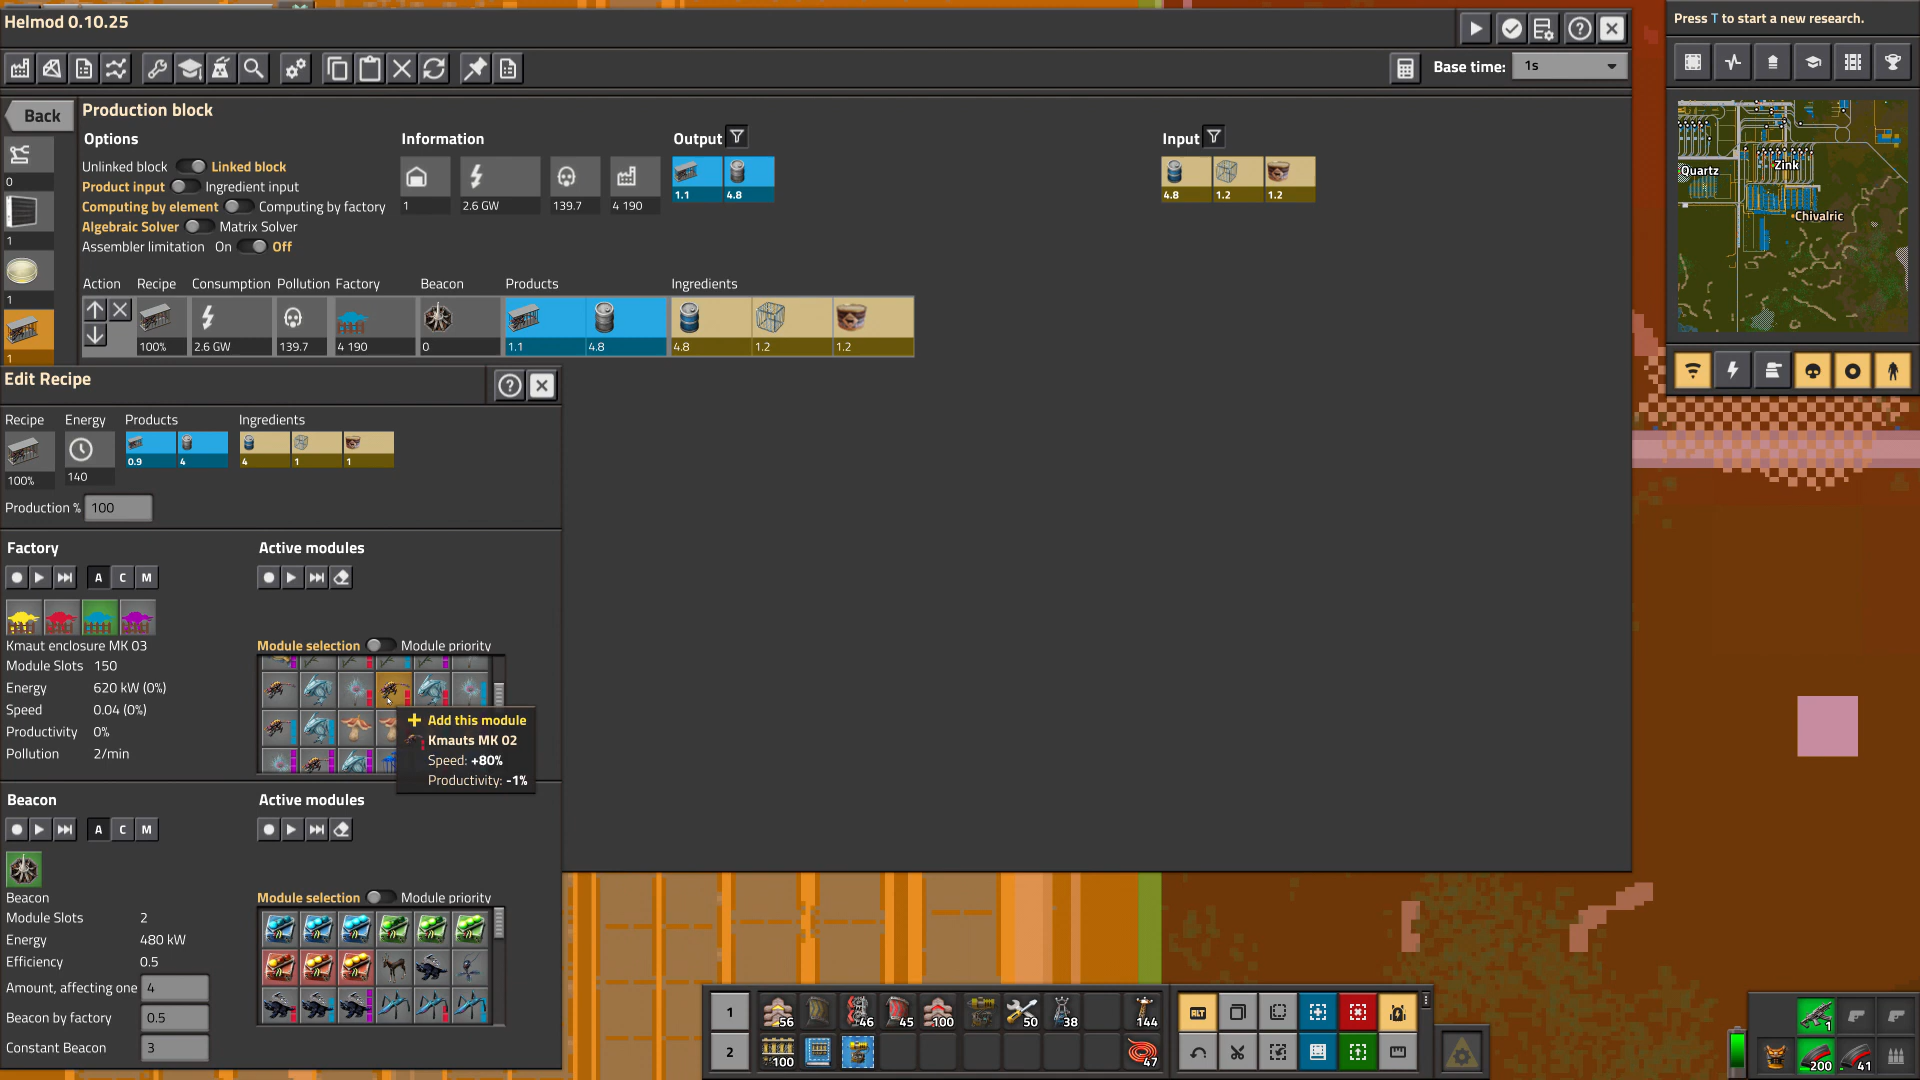 Helmod 0.10.25
Base time: 1s
Back
Production block
Options
Information
Output
Input
Unlinked block Linked block
Product input Ingredient input
Computing by element Computing by factory
Algebraic Solver Matrix Solver
Assembler limitation On Off
1 2.6 GW 139.7 4 190
1.1 4.8
4.8 1.2 1.2
0
1
1
1
Action Recipe Consumption Pollution Factory Beacon Products Ingredients
100% 2.6 GW 139.7 4 190 0 1.1 4.8 4.8 1.2 1.2
Edit Recipe
Recipe Energy Products Ingredients
0.9 4 4 1 1
100% 140
Production % 100
Factory
Active modules
A C M
Kmaut enclosure MK 03
Module Slots 150
Energy 620 kW (0%)
Speed 0.04 (0%)
Productivity 0%
Pollution 2/min
Module selection Module priority
Add this module
Kmauts MK 02
Speed: +80%
Productivity: -1%
Beacon
Active modules
A C M
Beacon
Module Slots 2
Energy 480 kW
Efficiency 0.5
Amount, affecting one 4
Beacon by factory 0.5
Constant Beacon 3
Module selection Module priority
Press T to start a new research.
Quartz
Zink
Chivalric
1 56 46 45 100 50 38 144
2 100 47
ALT
1
200 41